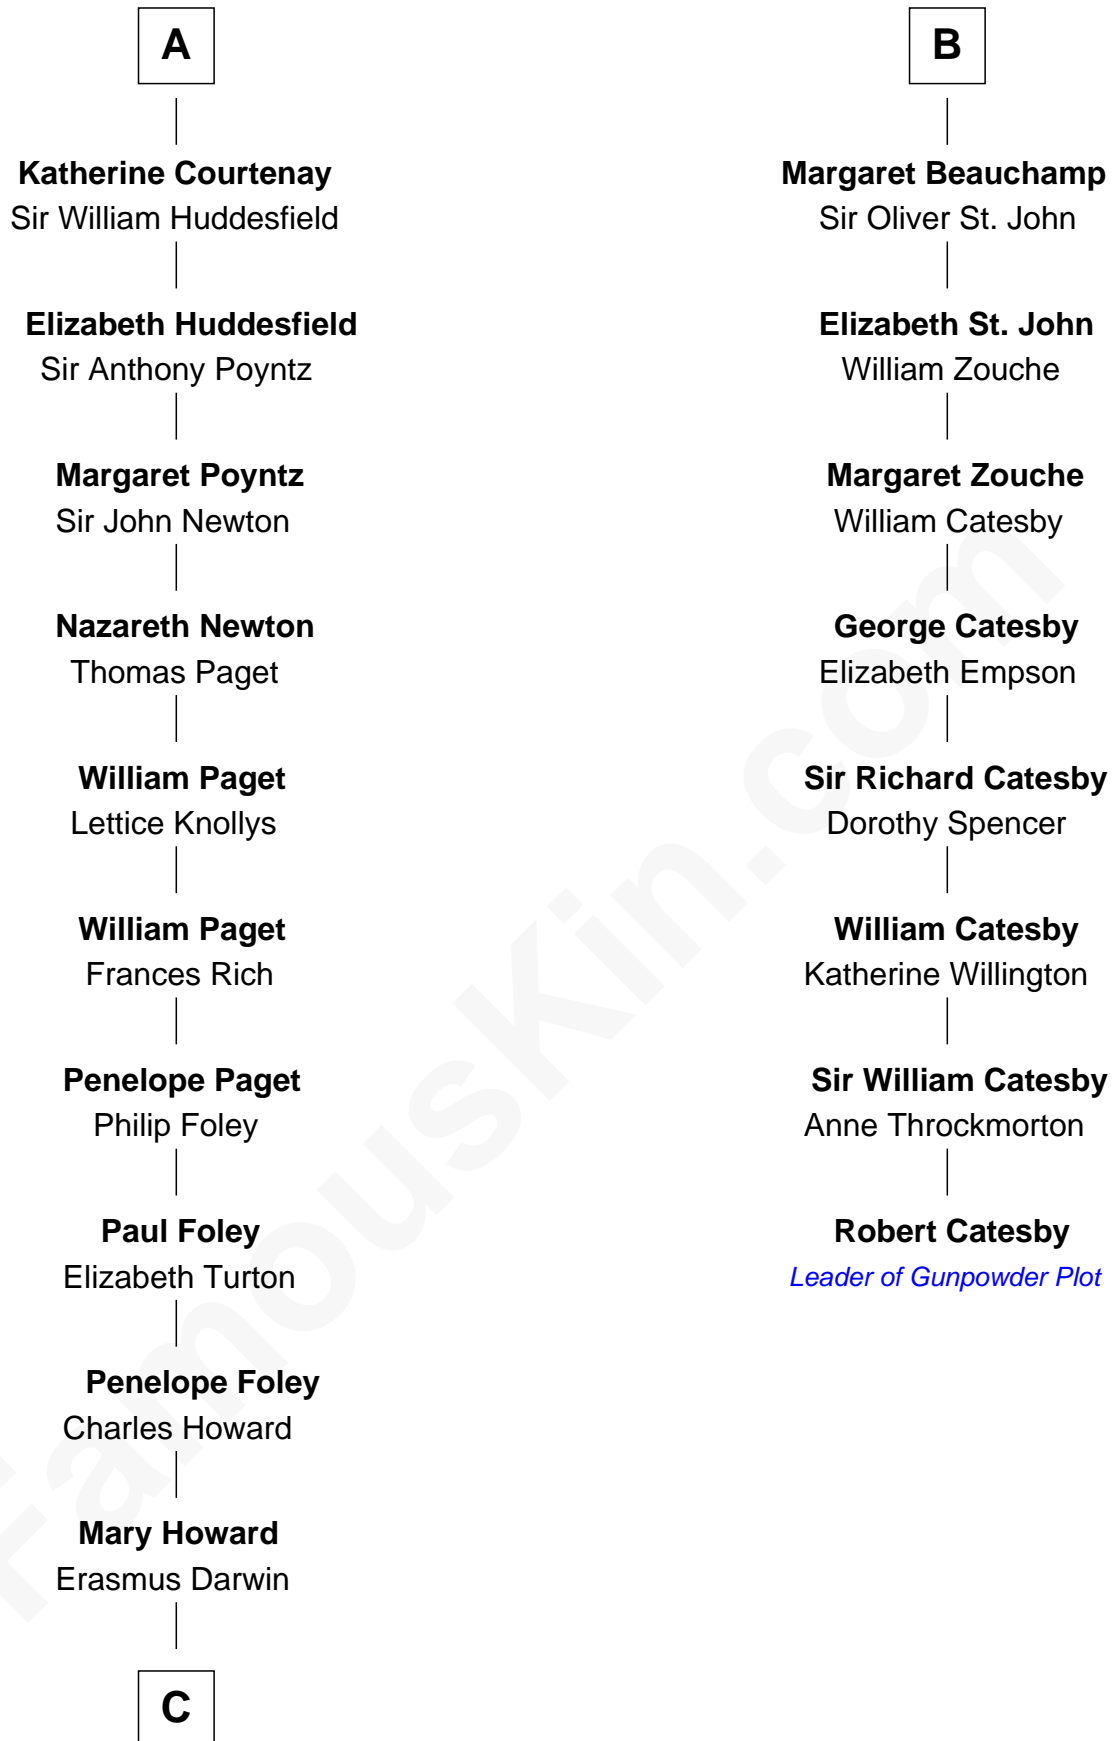 A
Katherine Courtenay
Sir William Huddesfield
Elizabeth Huddesfield
Sir Anthony Poyntz
Margaret Poyntz
Sir John Newton
Nazareth Newton
Thomas Paget
William Paget
Lettice Knollys
William Paget
Frances Rich
Penelope Paget
Philip Foley
Paul Foley
Elizabeth Turton
Penelope Foley
Charles Howard
Mary Howard
Erasmus Darwin
C
B
Margaret Beauchamp
Sir Oliver St. John
Elizabeth St. John
William Zouche
Margaret Zouche
William Catesby
George Catesby
Elizabeth Empson
Sir Richard Catesby
Dorothy Spencer
William Catesby
Katherine Willington
Sir William Catesby
Anne Throckmorton
Robert Catesby
Leader of Gunpowder Plot
FamousKin.com